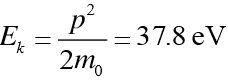 E_k = p^2 / 2m_0 = 37.8 eV